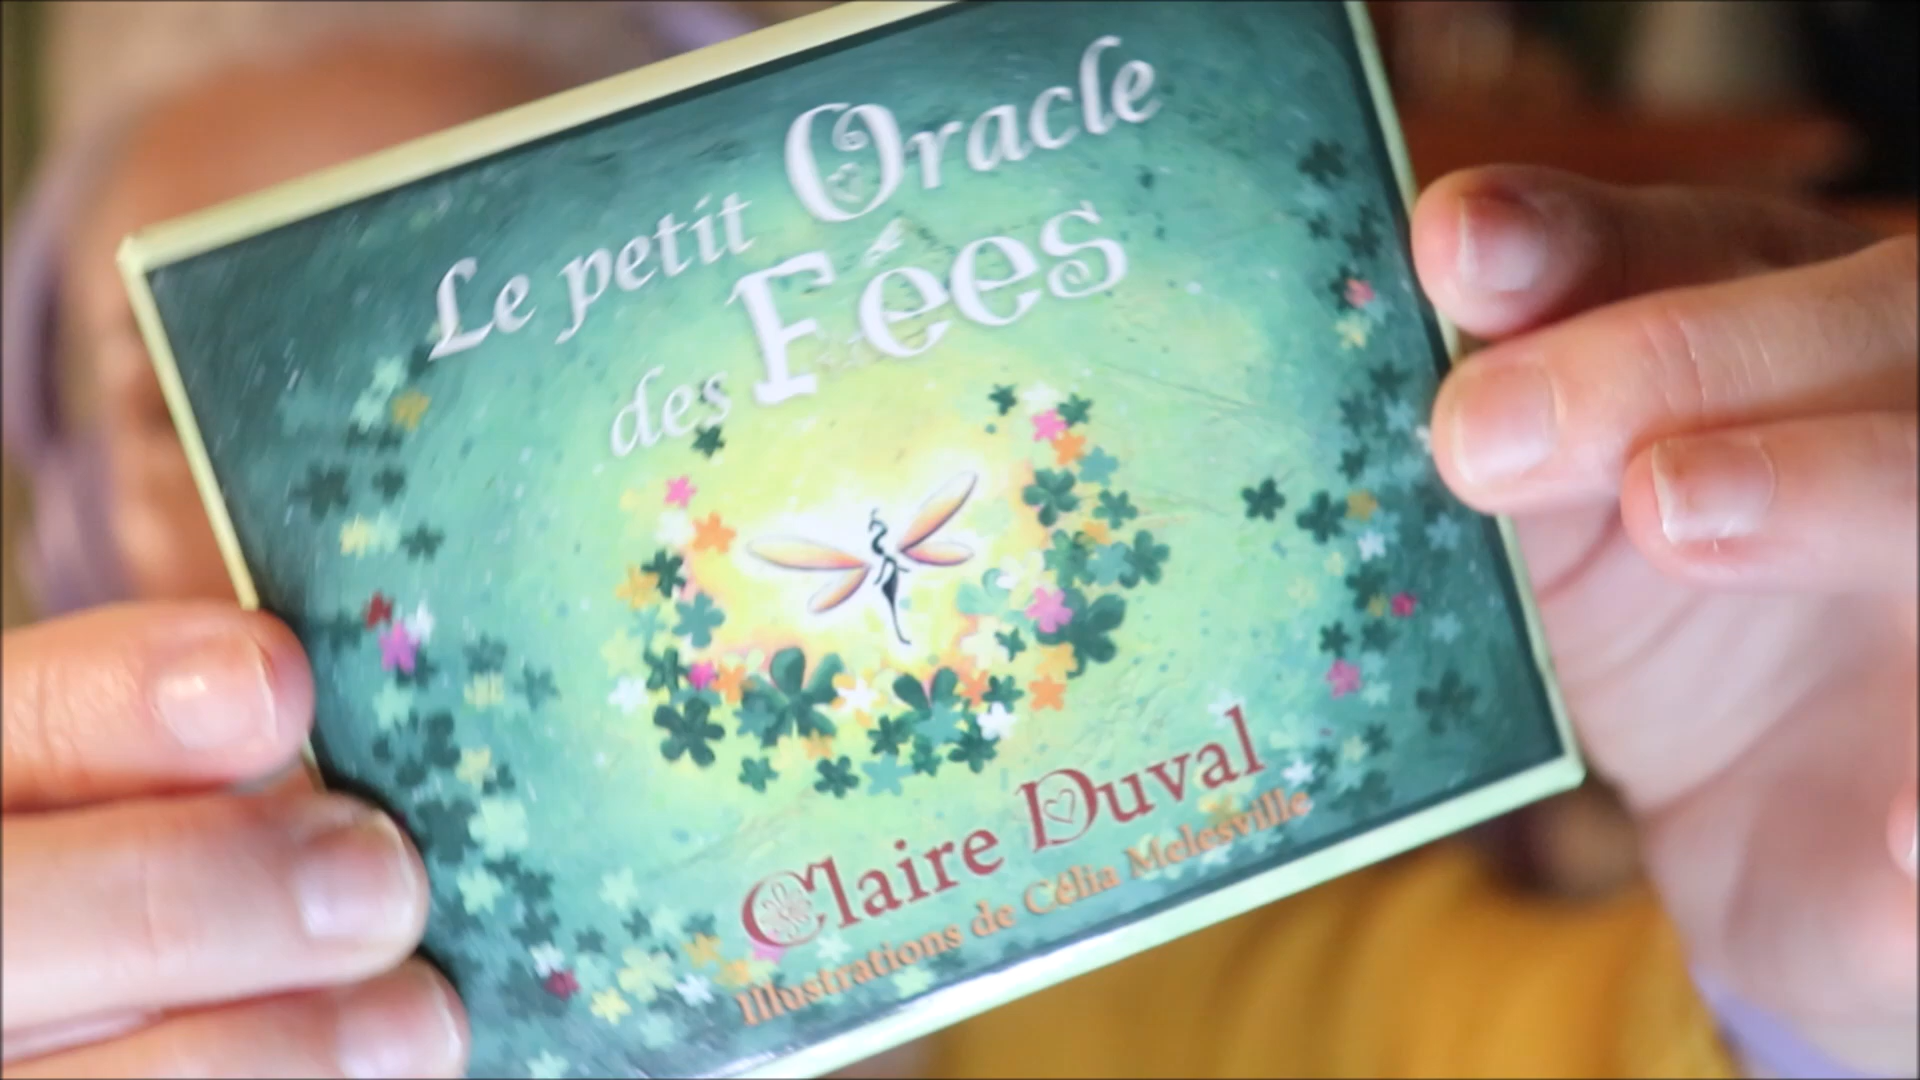 Le petit Oracle
des Fées
Claire Duval
Illustrations de Célia Melesville